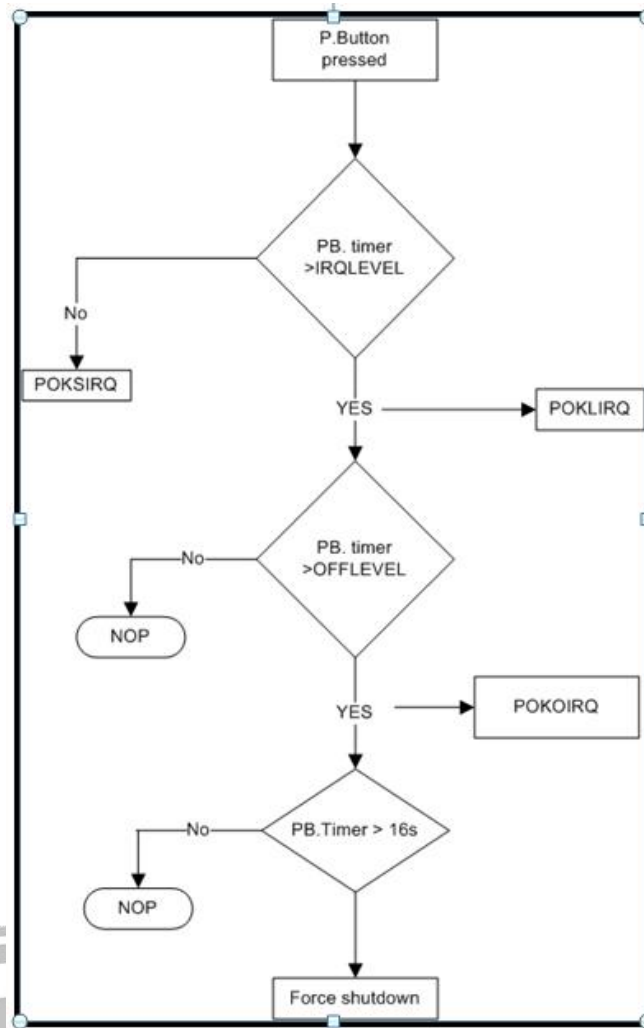 P.Button
pressed
PB. timer
>IRQLEVEL
No
POKSIRQ
YES
POKLIRQ
PB. timer
>OFFLEVEL
No
NOP
YES
POKOIRQ
PB.Timer > 16s
No
NOP
Force shutdown